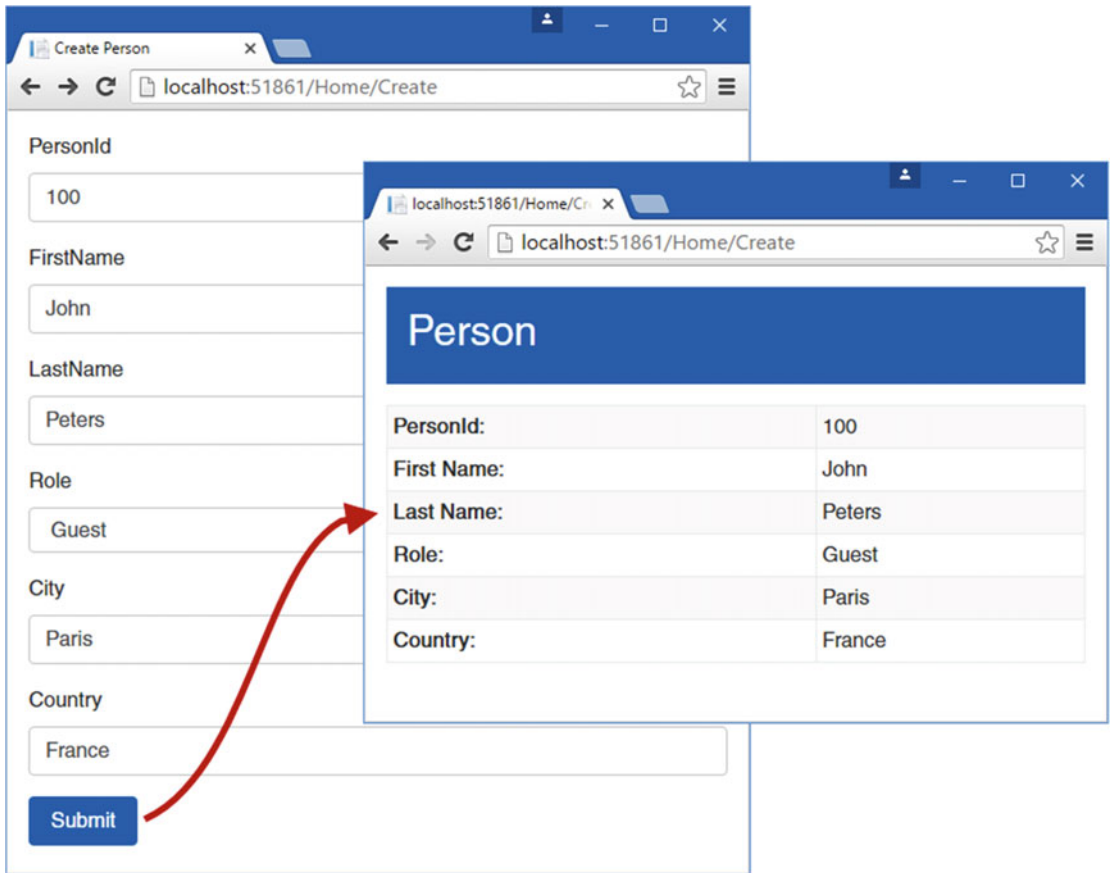 Create Person
localhost:51861/Home/Create
PersonId
100
FirstName
John
LastName
Peters
Role
Guest
City
Paris
Country
France
Submit
localhost:51861/Home/Cr
localhost:51861/Home/Create
Person
PersonId: 100
First Name: John
Last Name: Peters
Role: Guest
City: Paris
Country: France